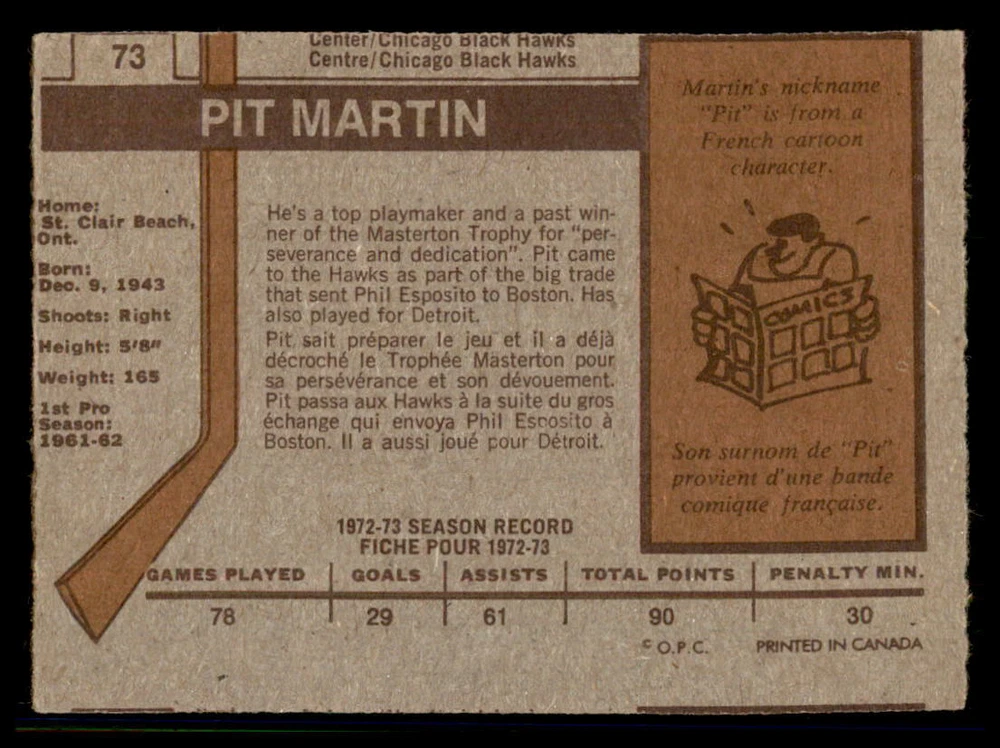 73
Center/Chicago Black Hawks
Centre/Chicago Black Hawks
PIT MARTIN
Home:
St. Clair Beach,
Ont.
Born:
Dec. 9, 1943
Shoots: Right
Height: 5'8"
Weight: 165
1st Pro
Season:
1961-62
He's a top playmaker and a past win-
ner of the Masterton Trophy for "per-
severance and dedication". Pit came
to the Hawks as part of the big trade
that sent Phil Esposito to Boston. Has
also played for Detroit.
Pit sait préparer le jeu et il a déjà
décroché le Trophée Masterton pour
sa persévérance et son dévouement.
Pit passa aux Hawks à la suite du gros
échange qui envoya Phil Esposito à
Boston. Il a aussi joué pour Détroit.
Martin's nickname
"Pit" is from a
French cartoon
character.
COMICS
Son surnom de "Pit"
provient d'une bande
comique française.
1972-73 SEASON RECORD
FICHE POUR 1972-73
GAMES PLAYED GOALS ASSISTS TOTAL POINTS PENALTY MIN.
78 29 61 90 30
© O.P.C. PRINTED IN CANADA